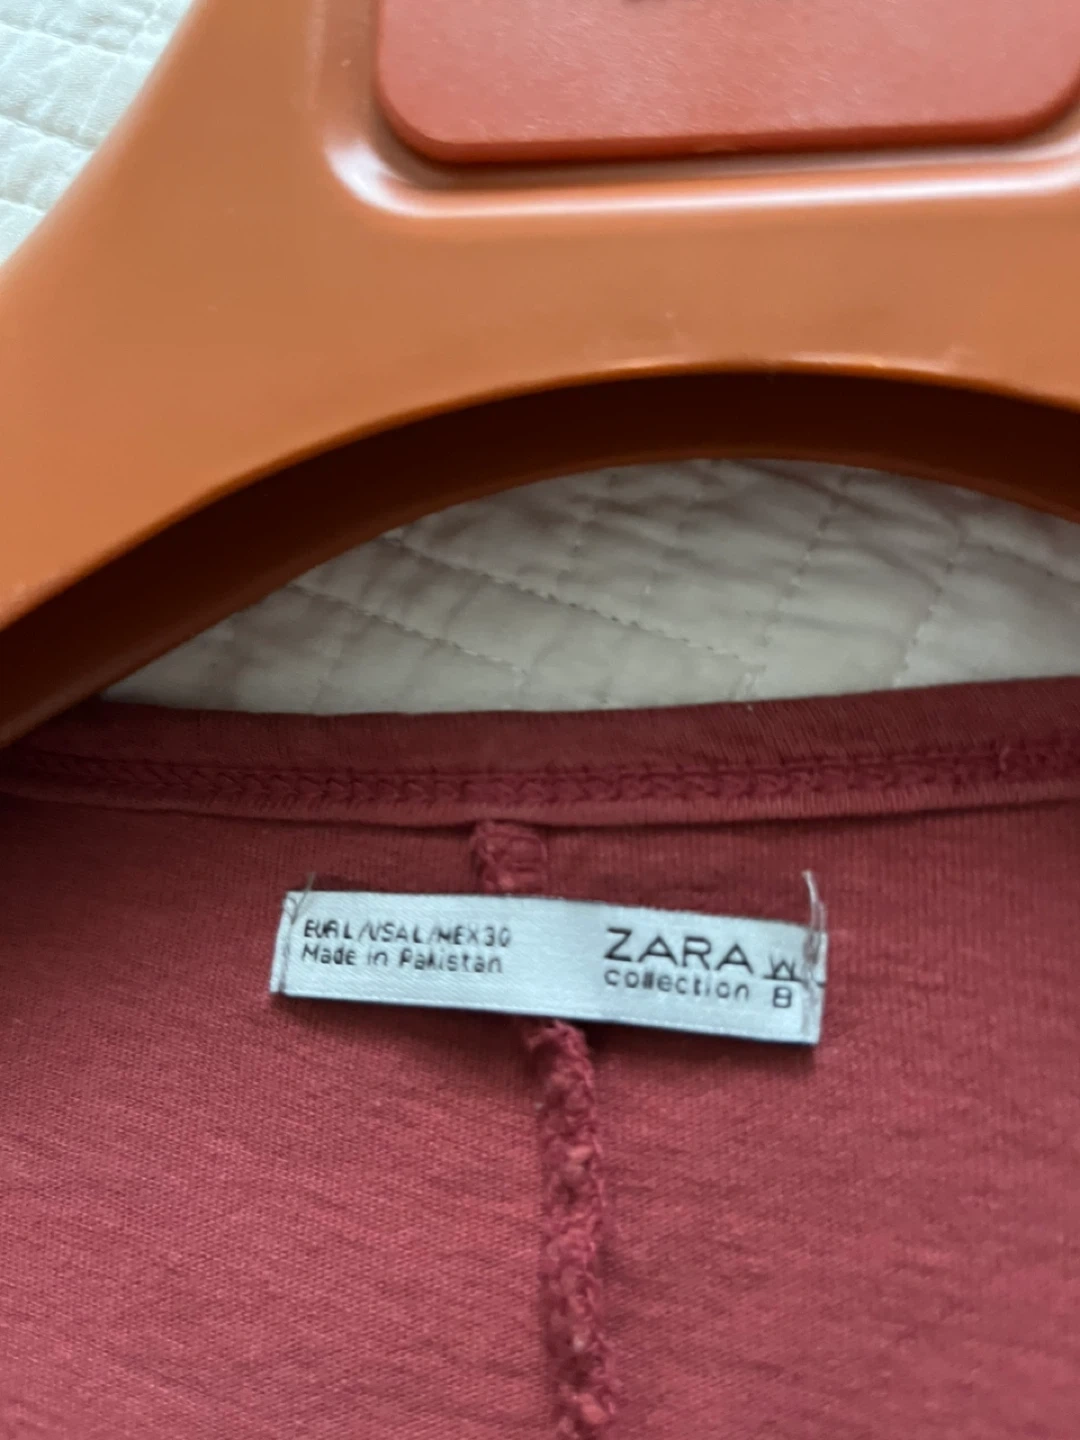 EUR L/USA L/MEX 30
Made in Pakistan
ZARA W
collection B